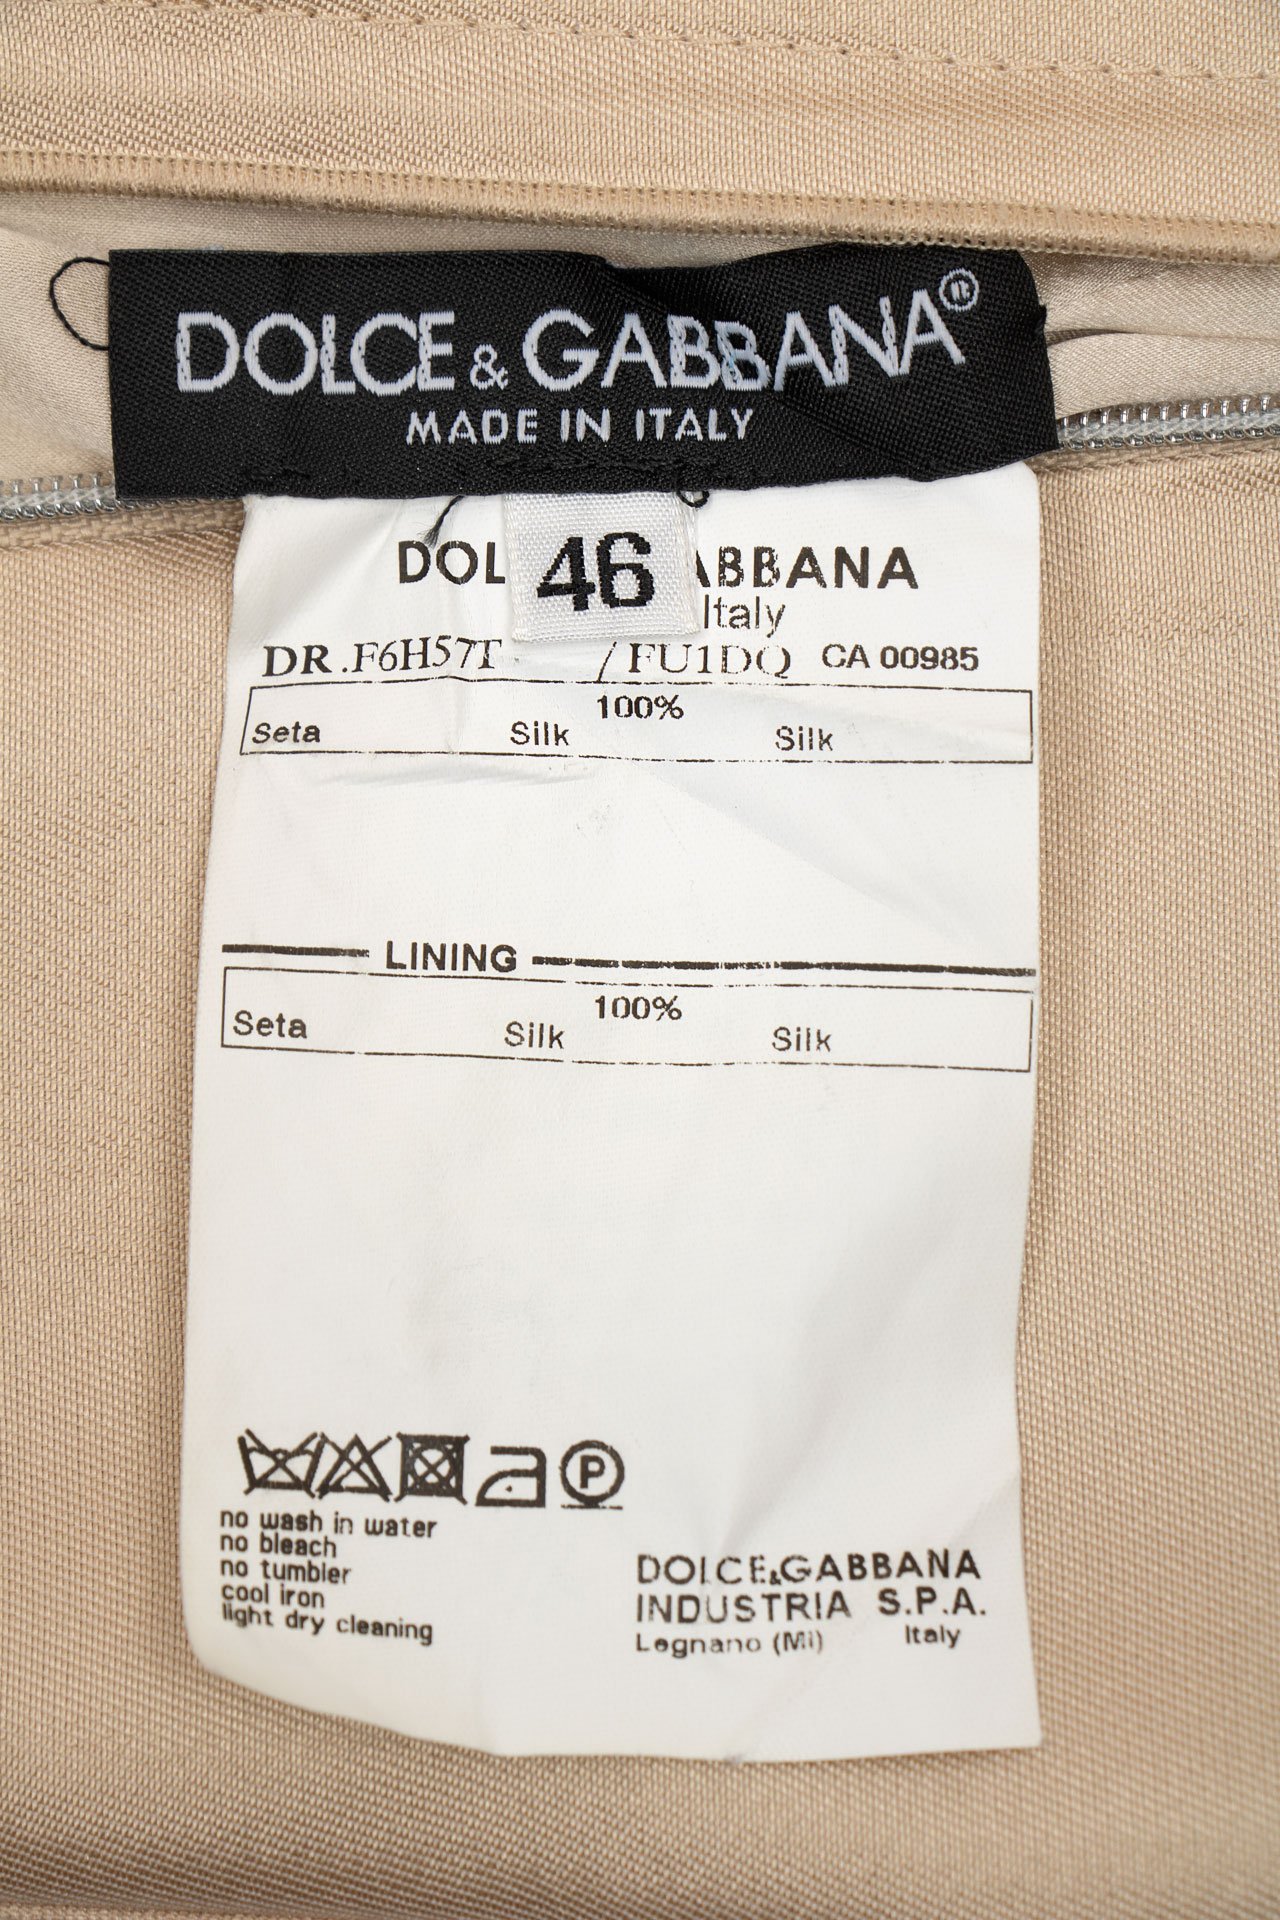 DOLCE & GABBANA®
MADE IN ITALY
46
DOL ABBANA
Italy
DR.F6H57T /FU1DQ CA 00985
100%
Seta Silk Silk
LINING
100%
Seta Silk Silk
P
no wash in water
no bleach
no tumbler
cool iron
light dry cleaning
DOLCE&GABBANA
INDUSTRIA S.P.A.
Legnano (Mi) Italy